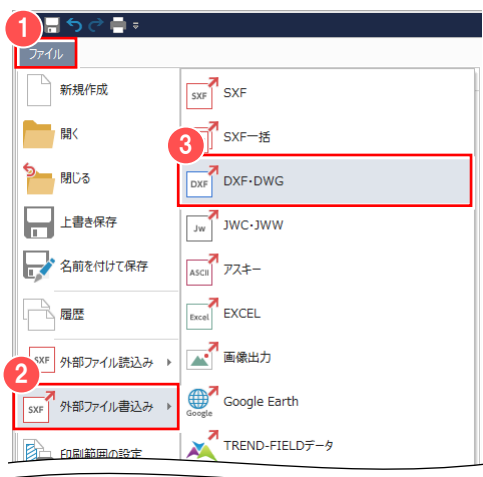 1
ファイル
新規作成
開く
閉じる
上書き保存
名前を付けて保存
履歴
SXF
外部ファイル読込み
2
SXF
外部ファイル書込み
印刷範囲の設定
SXF
SXF
SXF一括
3
DXF
DXF・DWG
Jw
JWC・JWW
ASCII
アスキー
Excel
EXCEL
画像出力
Google
Google Earth
TREND-FIELDデータ